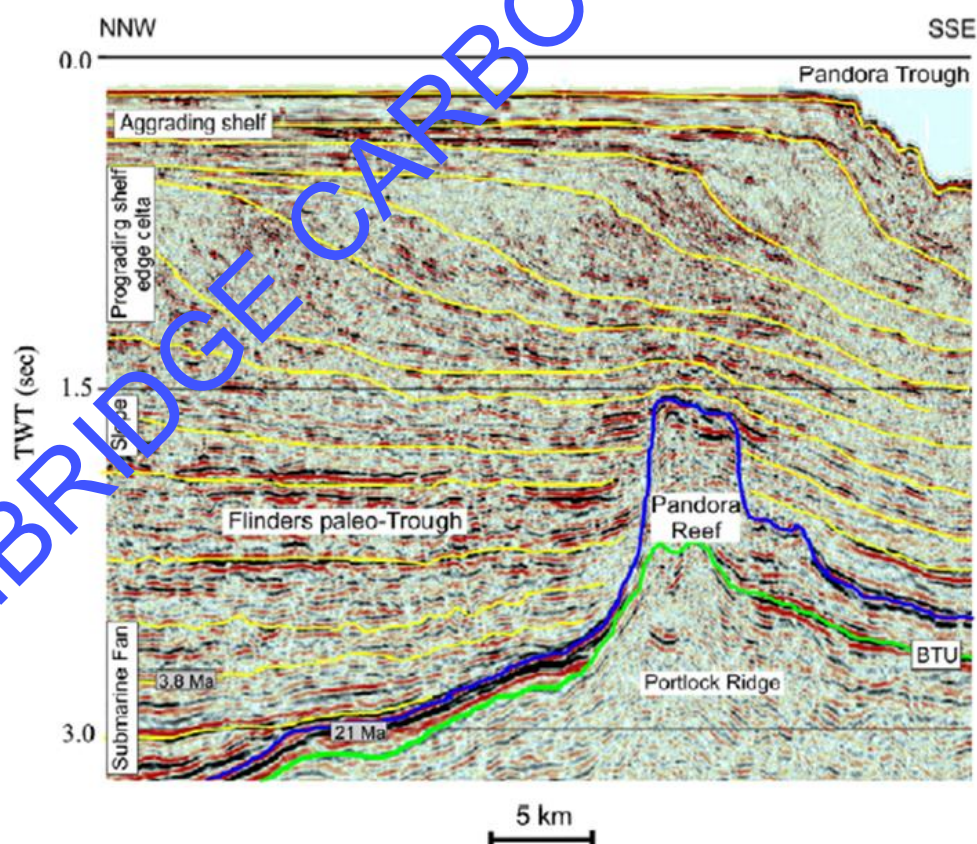 NNW
SSE
0.0
Pandora Trough
Aggrading shelf
Prograding shelf
edge delta
TWT (sec)
1.5
Slope
Flinders paleo-Trough
Pandora
Reef
Submarine Fan
3.8 Ma
21 Ma
3.0
Portlock Ridge
BTU
5 km
BRIDGE CARBO